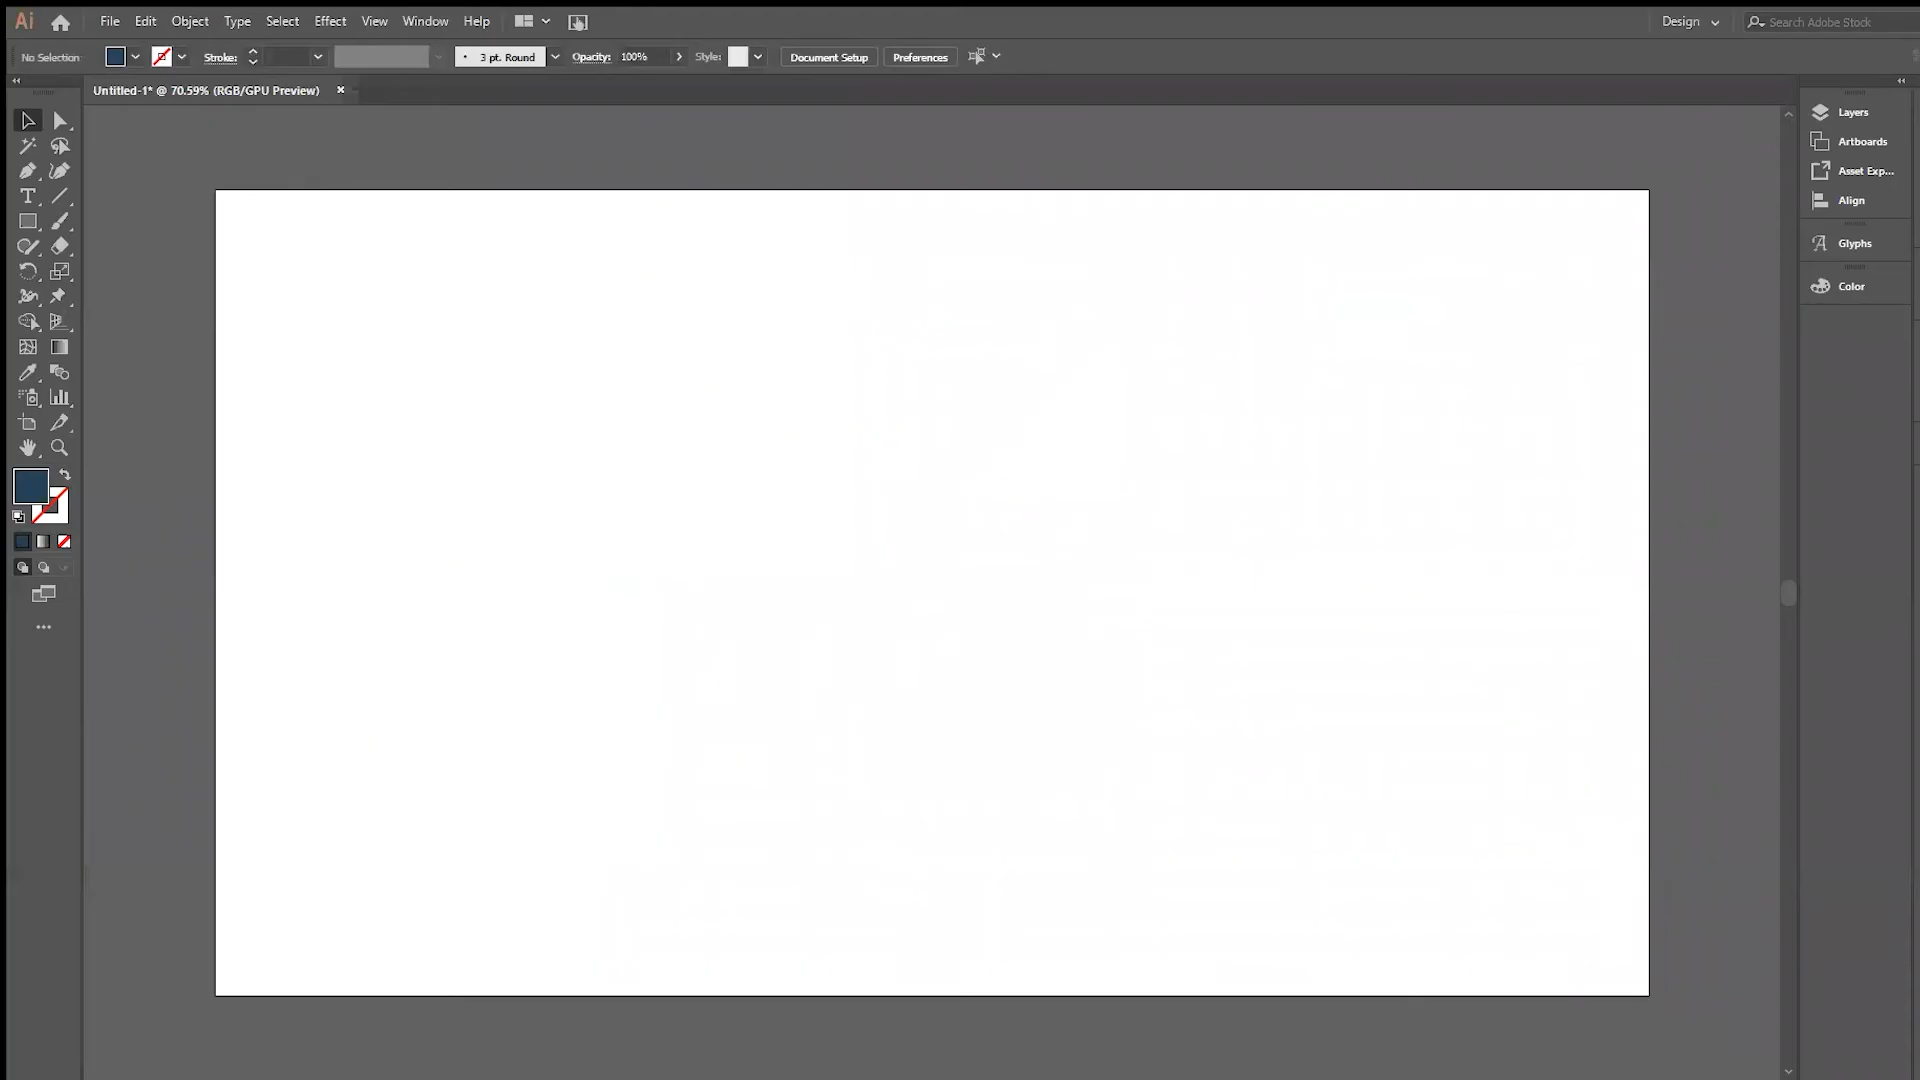 Ai File Edit Object Type Select Effect View Window Help Design Search Adobe Stock
No Selection Stroke: 3 pt. Round Opacity: 100% Style: Document Setup Preferences
Untitled-1* @ 70.59% (RGB/GPU Preview) ×
Layers
Artboards
Asset Exp...
Align
Glyphs
Color